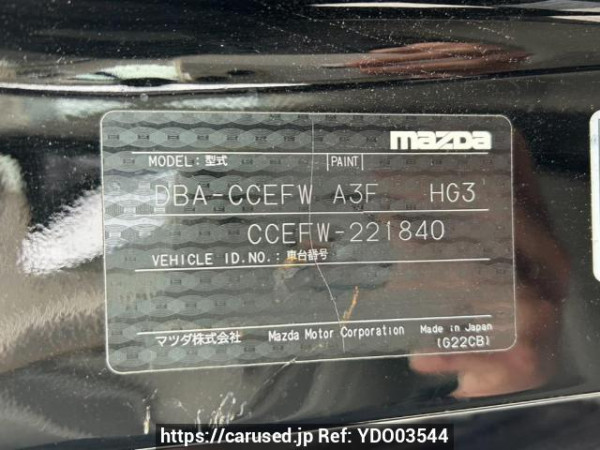 mazda
MODEL:型式 PAINT
DBA-CCEFW A3F HG3
CCEFW-221840
VEHICLE ID.NO.:車台番号
マツダ株式会社 Mazda Motor Corporation Made in Japan
(G22CB)
https://carused.jp Ref: YDO03544